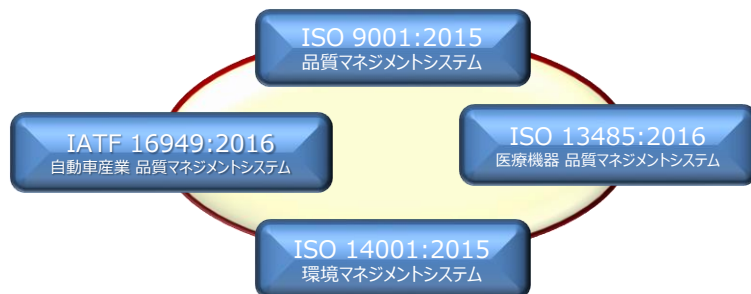 ISO 9001:2015
品質マネジメントシステム
IATF 16949:2016
自動車産業 品質マネジメントシステム
ISO 13485:2016
医療機器 品質マネジメントシステム
ISO 14001:2015
環境マネジメントシステム